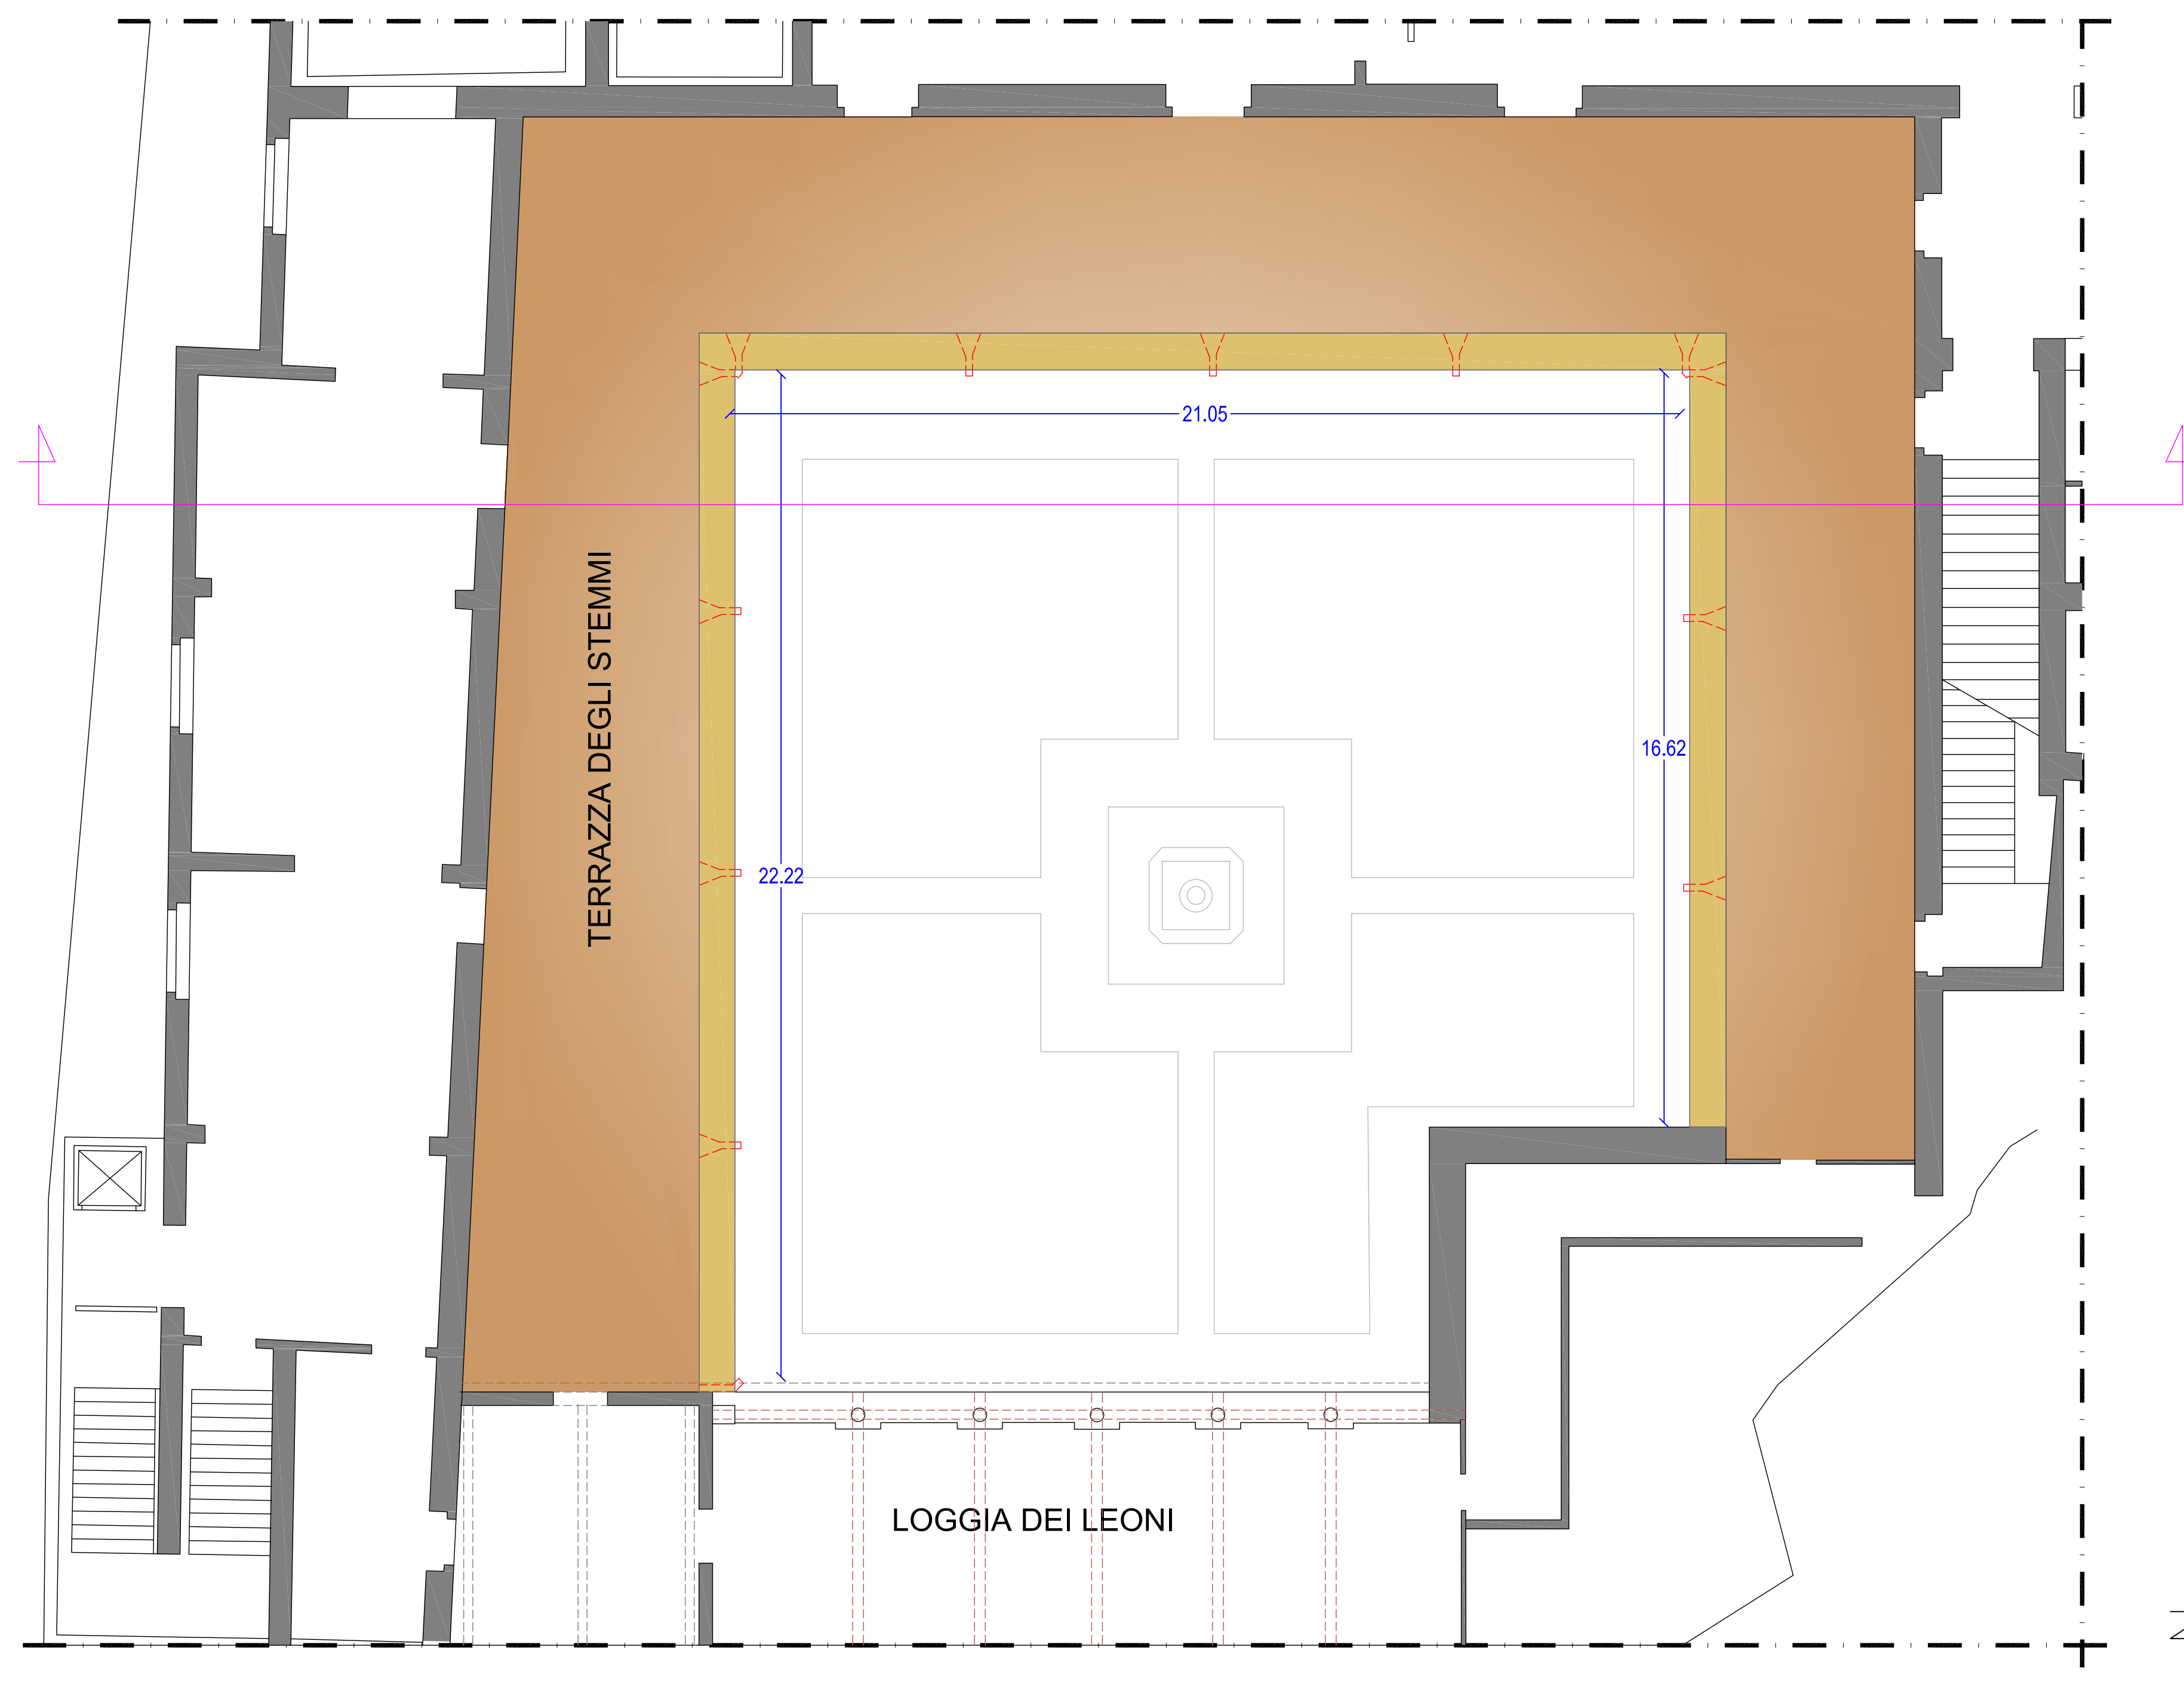 21.05
TERRAZZA DEGLI STEMMI
16.62
22.22
LOGGIA DEI LEONI